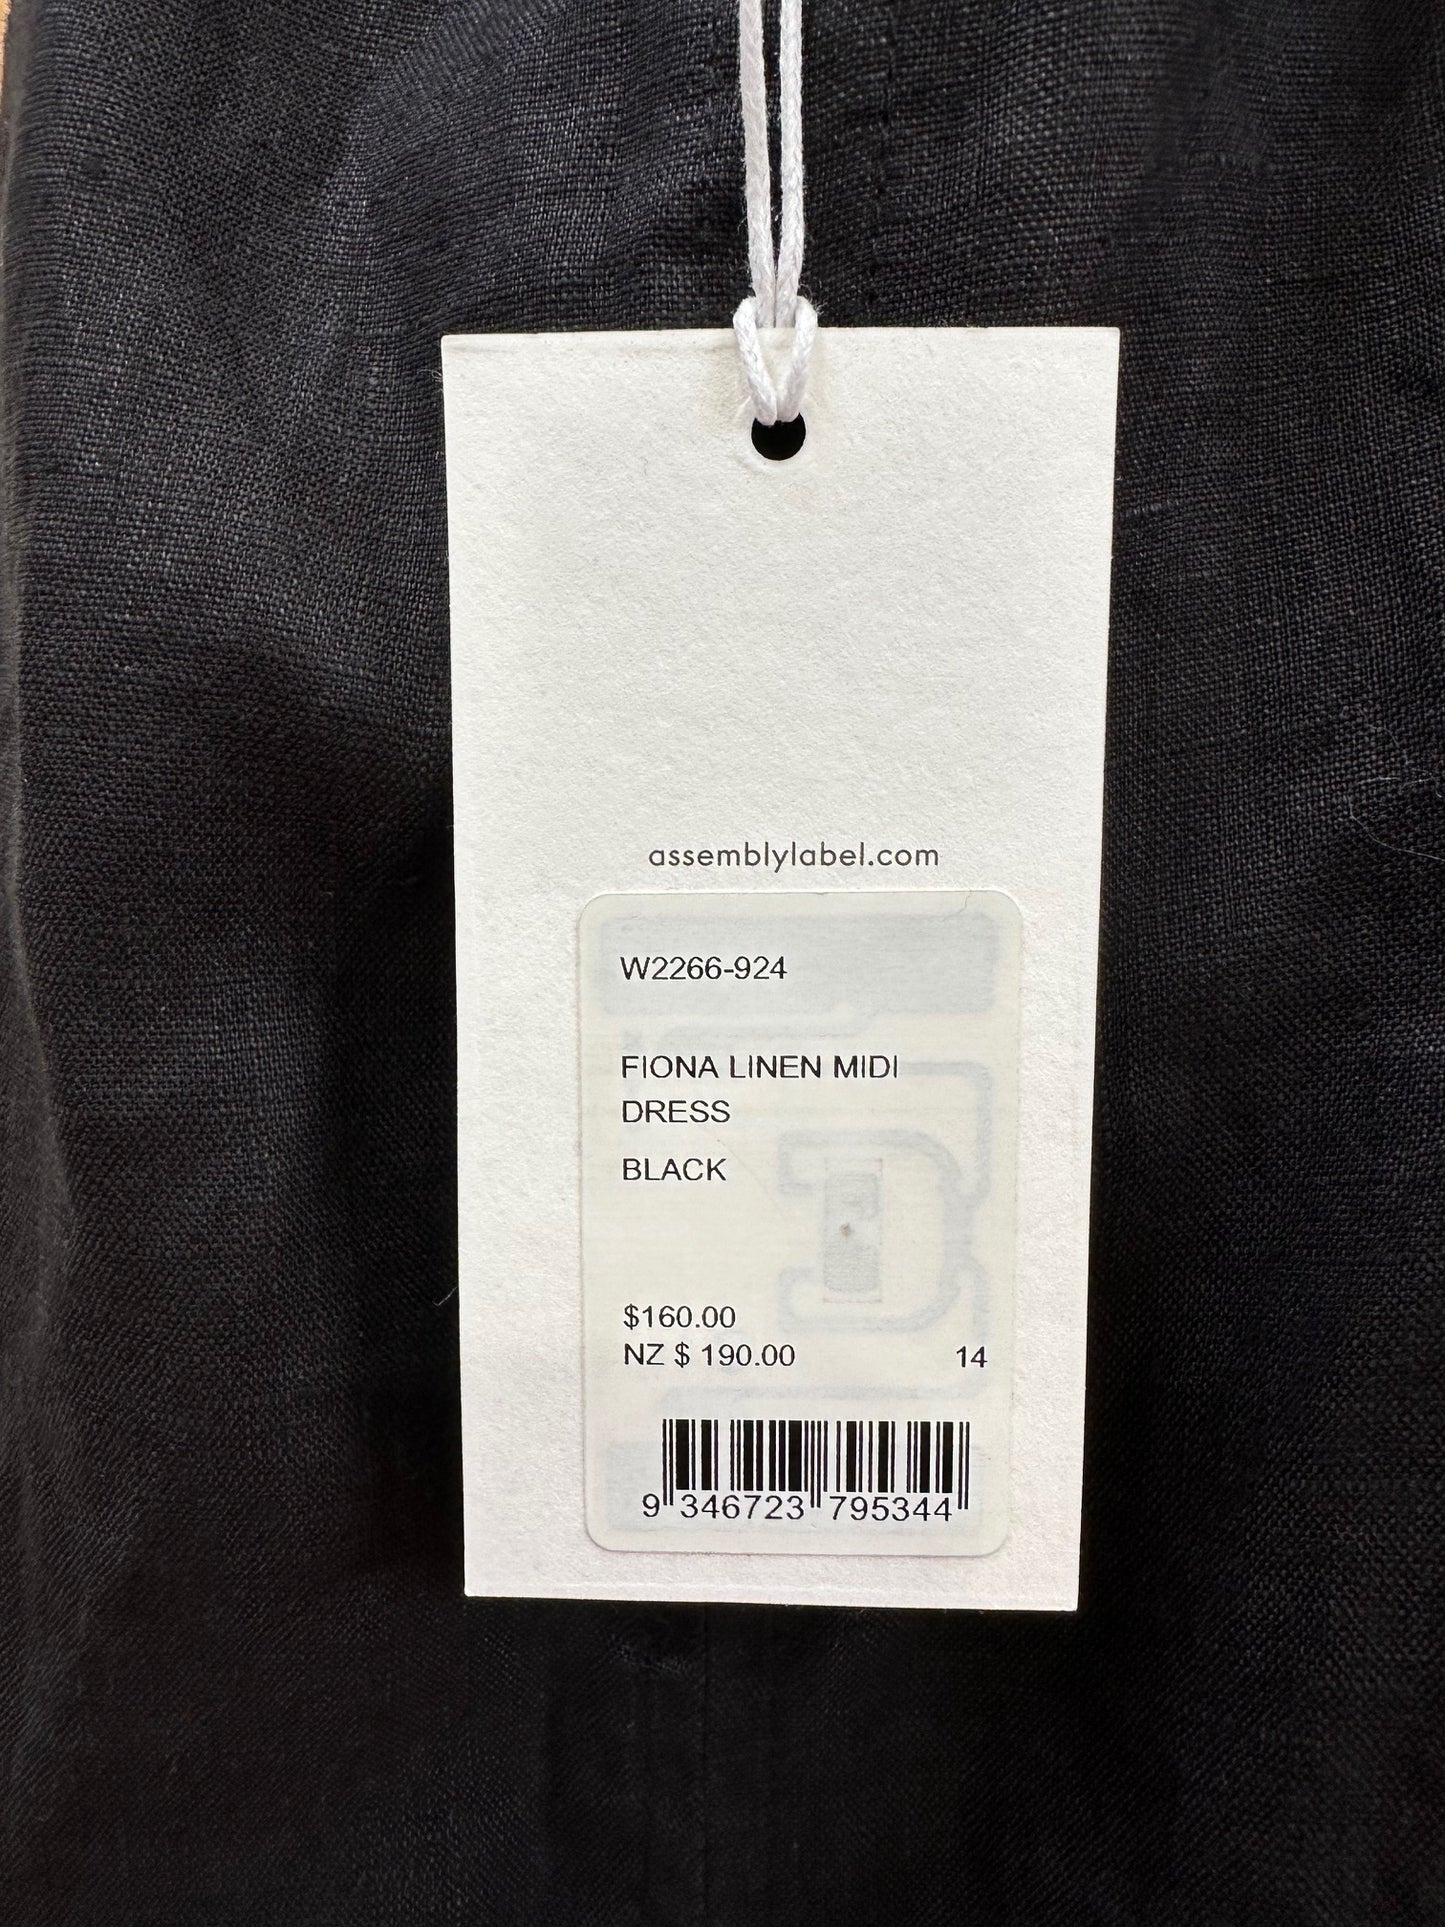 assemblylabel.com
W2266-924
FIONA LINEN MIDI
DRESS
BLACK
$160.00
NZ $ 190.00 14
9 346723 795344